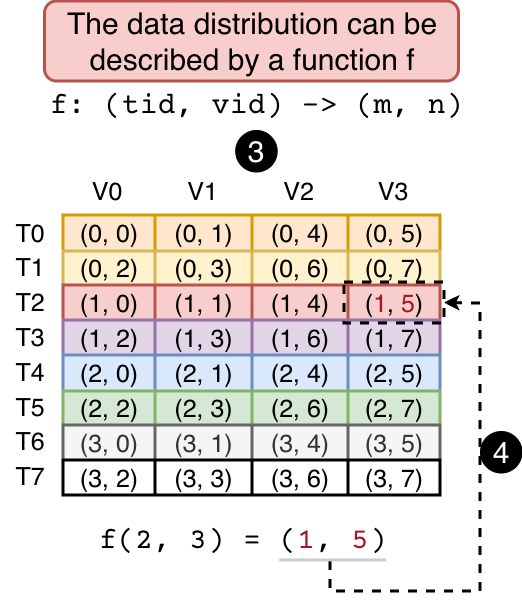 The data distribution can be
described by a function f
f: (tid, vid) -> (m, n)
3
V0 V1 V2 V3
T0 (0, 0) (0, 1) (0, 4) (0, 5)
T1 (0, 2) (0, 3) (0, 6) (0, 7)
T2 (1, 0) (1, 1) (1, 4) (1, 5)
T3 (1, 2) (1, 3) (1, 6) (1, 7)
T4 (2, 0) (2, 1) (2, 4) (2, 5)
T5 (2, 2) (2, 3) (2, 6) (2, 7)
T6 (3, 0) (3, 1) (3, 4) (3, 5)
T7 (3, 2) (3, 3) (3, 6) (3, 7)
4
f(2, 3) = (1, 5)